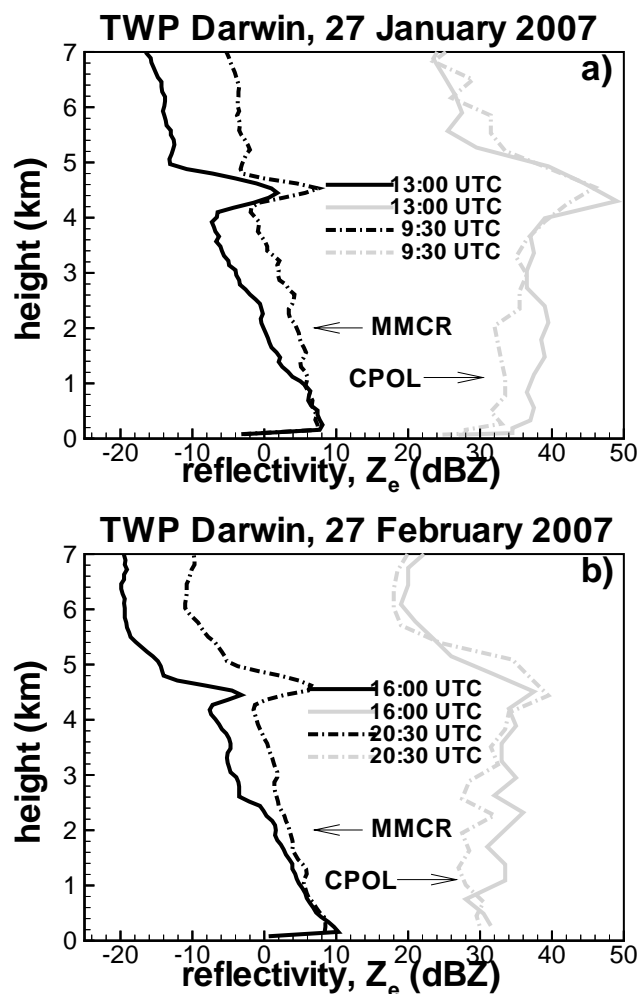 TWP Darwin, 27 January 2007
a)
7
6
5
4
3
2
1
0
height (km)
13:00 UTC
13:00 UTC
9:30 UTC
9:30 UTC
MMCR
CPOL
-20 -10 0 10 20 30 40 50
reflectivity, Z_e (dBZ)
TWP Darwin, 27 February 2007
b)
7
6
5
4
3
2
1
0
height (km)
16:00 UTC
16:00 UTC
20:30 UTC
20:30 UTC
MMCR
CPOL
-20 -10 0 10 20 30 40 50
reflectivity, Z_e (dBZ)